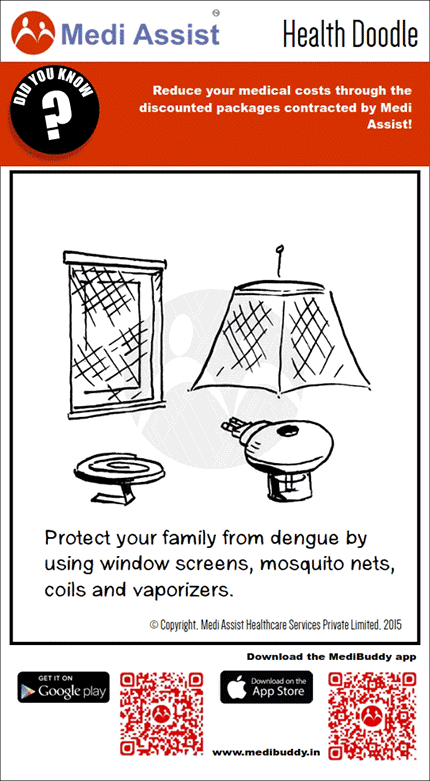 Medi Assist
Health Doodle
DID YOU KNOW
?
Reduce your medical costs through the
discounted packages contracted by Medi
Assist!
Protect your family from dengue by
using window screens, mosquito nets,
coils and vaporizers.
© Copyright. Medi Assist Healthcare Services Private Limited. 2015
Download the MediBuddy app
GET IT ON
Google play
Download on the
App Store
www.medibuddy.in